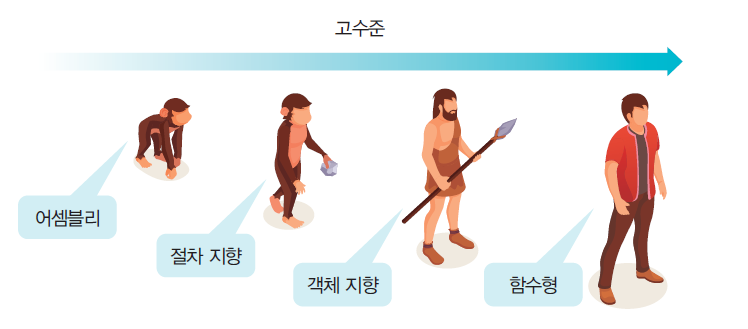 고수준
어셈블리
절차 지향
객체 지향
함수형